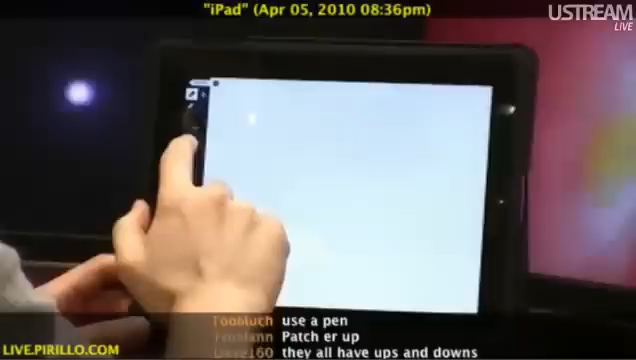 "iPad" (Apr 05, 2010 08:36pm)
USTREAM
LIVE
use a pen
Patch er up
they all have ups and downs
LIVE.PIRILLO.COM